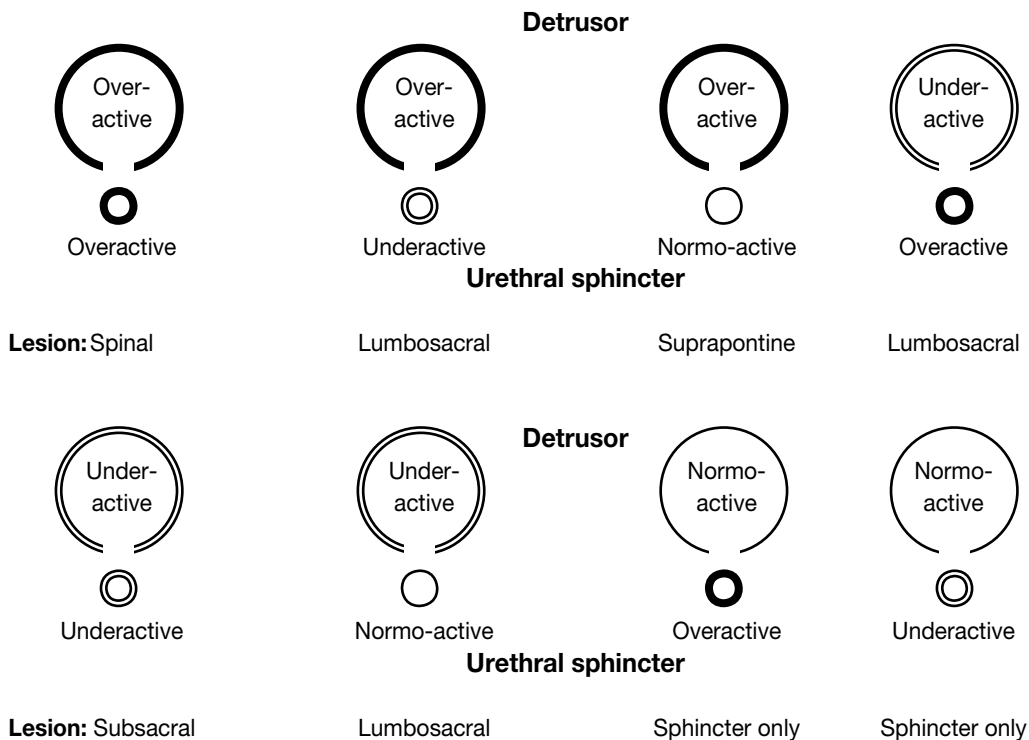 Detrusor
Over-
active
Over-
active
Over-
active
Under-
active
Overactive
Underactive
Normo-active
Overactive
Urethral sphincter
Lesion: Spinal
Lumbosacral
Suprapontine
Lumbosacral
Detrusor
Under-
active
Under-
active
Normo-
active
Normo-
active
Underactive
Normo-active
Overactive
Underactive
Urethral sphincter
Lesion: Subsacral
Lumbosacral
Sphincter only
Sphincter only